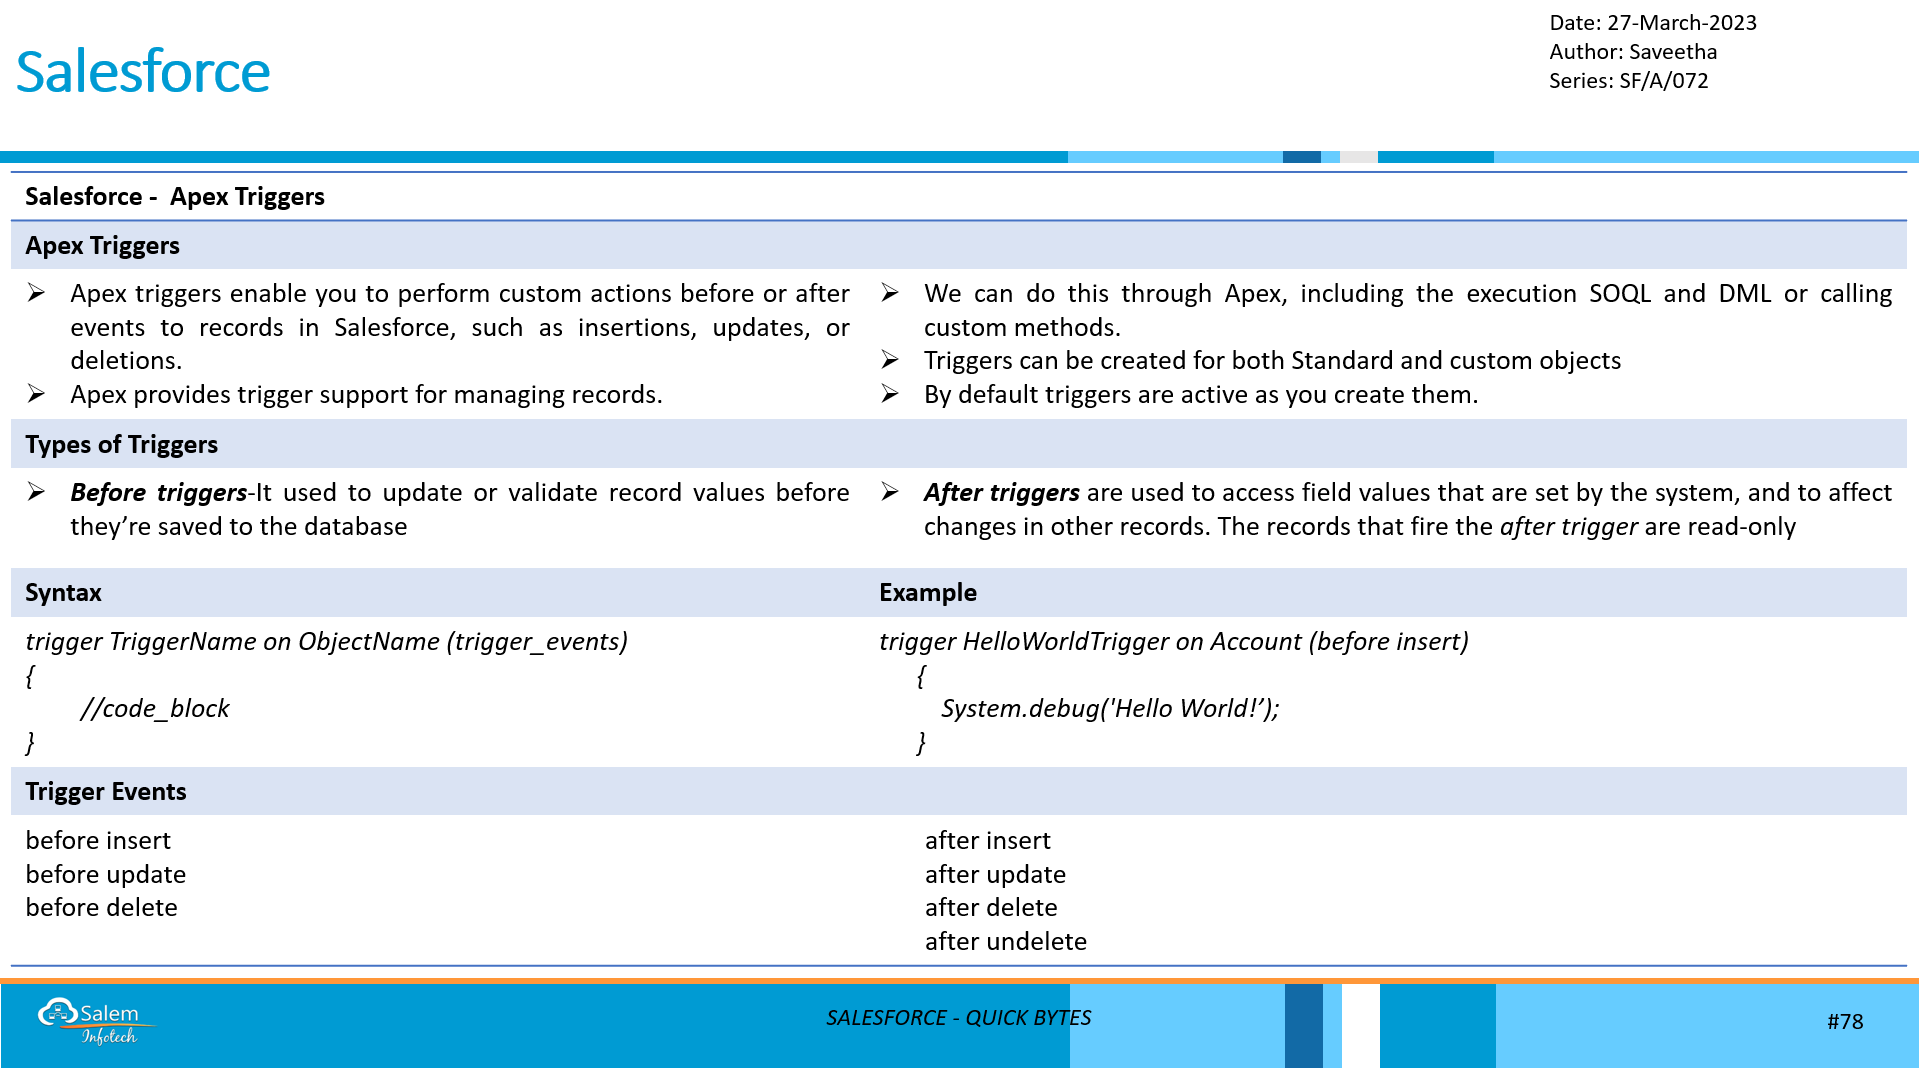 Date: 27-March-2023
Author: Saveetha
Series: SF/A/072
Salesforce
Salesforce -  Apex Triggers
Apex Triggers
➢ Apex triggers enable you to perform custom actions before or after
events to records in Salesforce, such as insertions, updates, or
deletions.
➢ Apex provides trigger support for managing records.
➢ We can do this through Apex, including the execution SOQL and DML or calling
custom methods.
➢ Triggers can be created for both Standard and custom objects
➢ By default triggers are active as you create them.
Types of Triggers
➢ Before triggers-It used to update or validate record values before
they’re saved to the database
➢ After triggers are used to access field values that are set by the system, and to affect
changes in other records. The records that fire the after trigger are read-only
Syntax
trigger TriggerName on ObjectName (trigger_events)
{
//code_block
}
Example
trigger HelloWorldTrigger on Account (before insert)
{
System.debug('Hello World!’);
}
Trigger Events
before insert
before update
before delete
after insert
after update
after delete
after undelete
Salem
Infotech
SALESFORCE - QUICK BYTES
#78